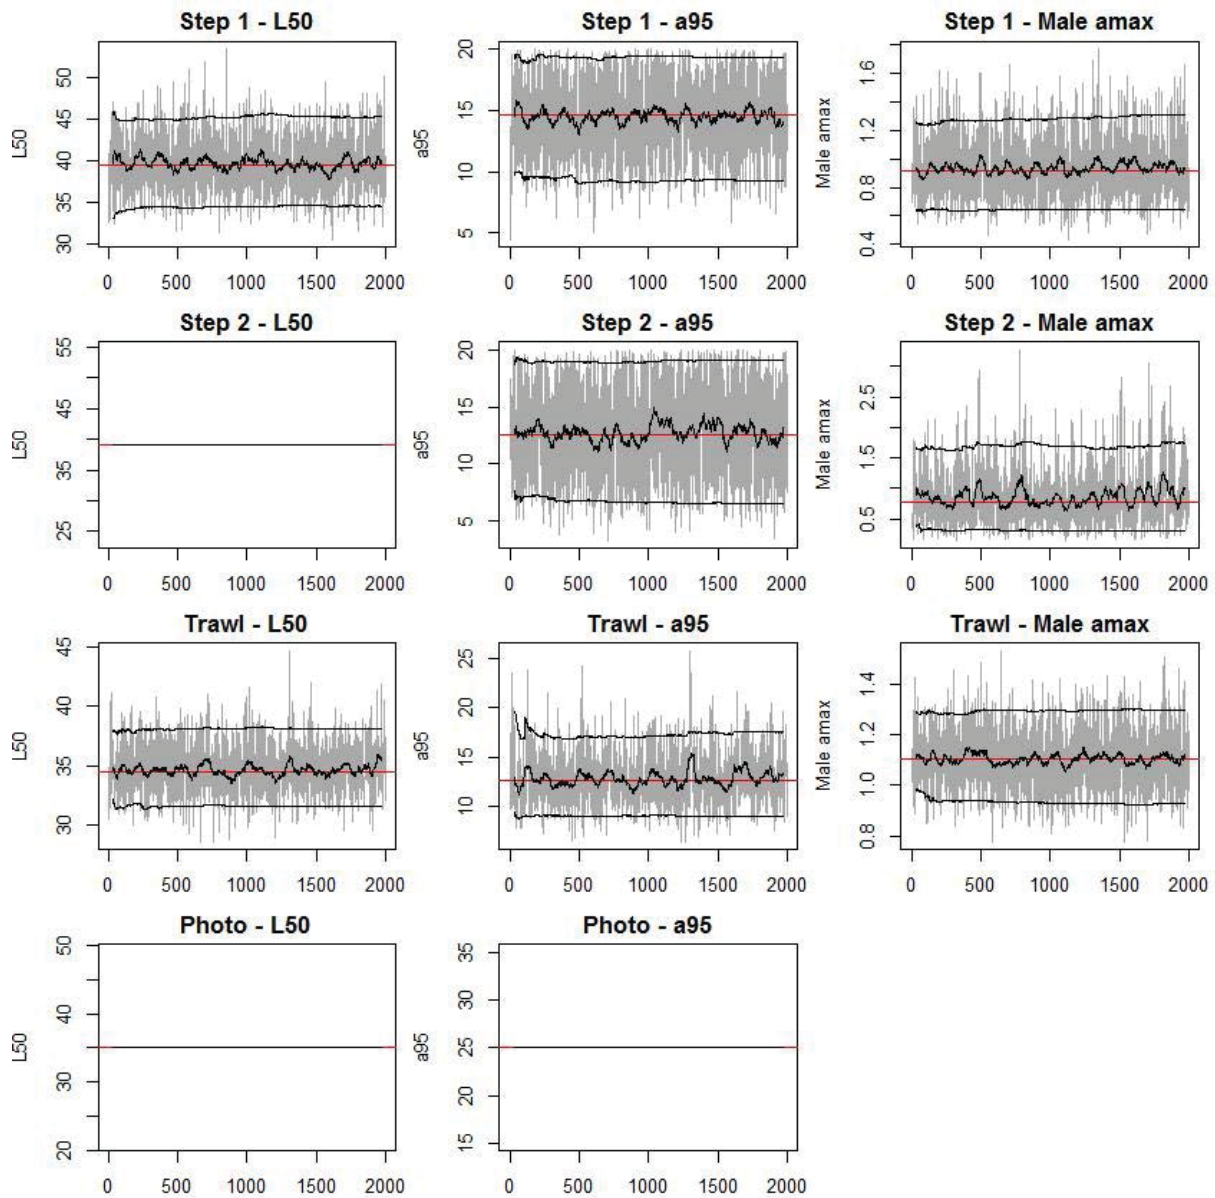 Step 1 - L50
L50
50
45
40
35
30
0 500 1000 1500 2000
Step 1 - a95
a95
20
15
10
5
0 500 1000 1500 2000
Step 1 - Male amax
Male amax
1.6
1.2
0.8
0.4
0 500 1000 1500 2000
Step 2 - L50
L50
55
45
35
25
0 500 1000 1500 2000
Step 2 - a95
a95
20
15
10
5
0 500 1000 1500 2000
Step 2 - Male amax
Male amax
2.5
1.5
0.5
0 500 1000 1500 2000
Trawl - L50
L50
45
40
35
30
0 500 1000 1500 2000
Trawl - a95
a95
25
20
15
10
0 500 1000 1500 2000
Trawl - Male amax
Male amax
1.4
1.2
1.0
0.8
0 500 1000 1500 2000
Photo - L50
L50
50
40
30
20
0 500 1000 1500 2000
Photo - a95
a95
35
30
25
20
15
0 500 1000 1500 2000